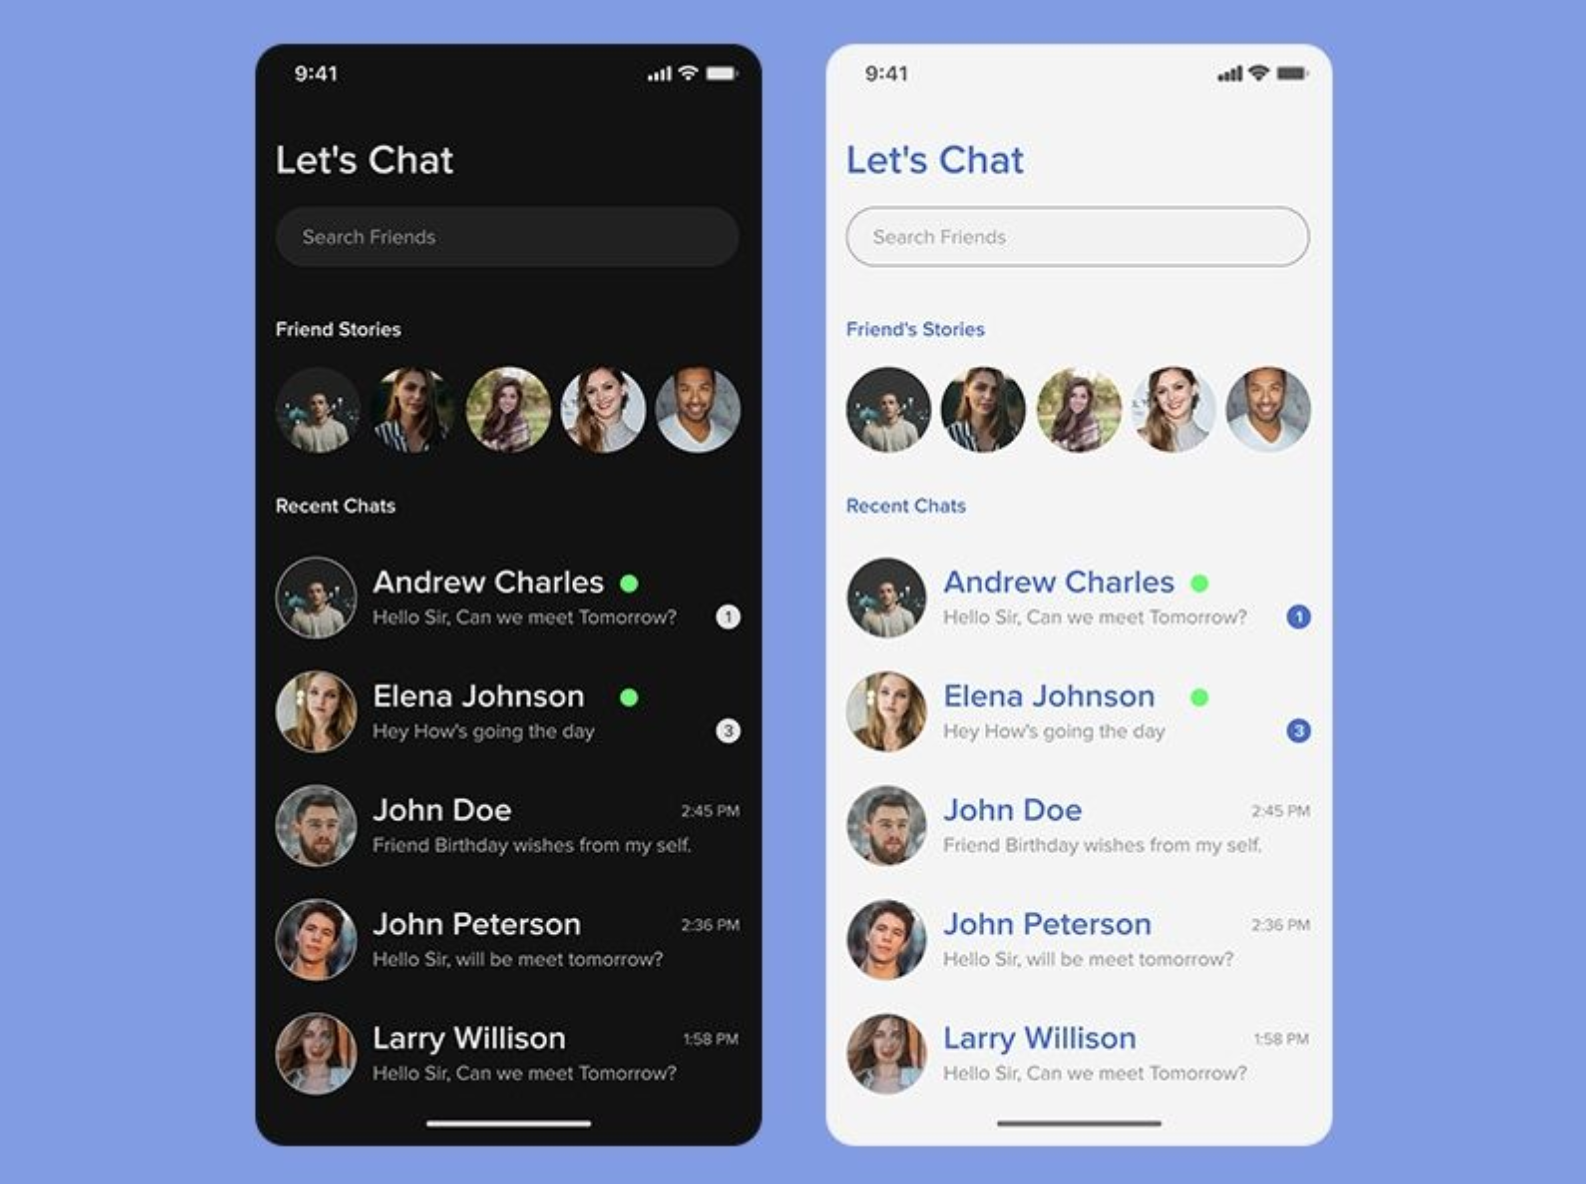 9:41
Let's Chat
Search Friends
Friend Stories
Recent Chats
Andrew Charles
Hello Sir, Can we meet Tomorrow?
1
Elena Johnson
Hey How's going the day
3
John Doe
2:45 PM
Friend Birthday wishes from my self.
John Peterson
2:36 PM
Hello Sir, will be meet tomorrow?
Larry Willison
1:58 PM
Hello Sir, Can we meet Tomorrow?
9:41
Let's Chat
Search Friends
Friend's Stories
Recent Chats
Andrew Charles
Hello Sir, Can we meet Tomorrow?
1
Elena Johnson
Hey How's going the day
3
John Doe
2:45 PM
Friend Birthday wishes from my self.
John Peterson
2:36 PM
Hello Sir, will be meet tomorrow?
Larry Willison
1:58 PM
Hello Sir, Can we meet Tomorrow?